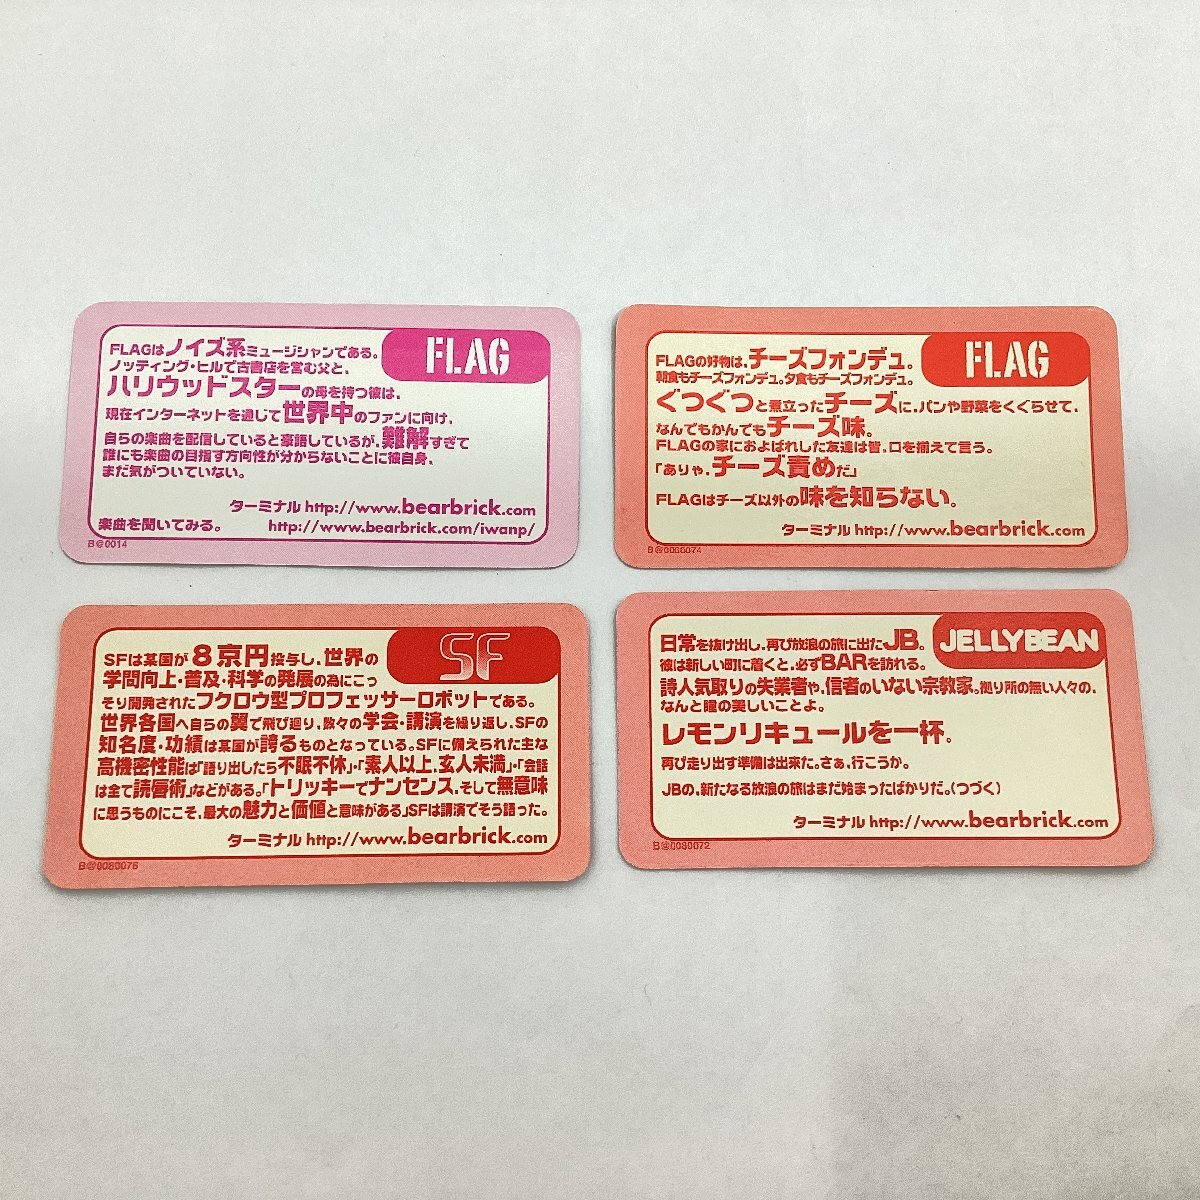 FLAG
FLAGはノイズ系ミュージシャンである。
ノッティング・ヒルで古書店を営む父と、
ハリウッドスターの母を持つ彼は、
現在インターネットを通じて世界中のファンに向け、
自らの楽曲を配信していると豪語しているが、難解すぎて
誰にも楽曲の目指す方向性が分からないことに彼自身、
まだ気がついていない。
ターミナル http://www.bearbrick.com
楽曲を聞いてみる。 http://www.bearbrick.com/iwanp/
B@0014
FLAG
FLAGの好物は、チーズフォンデュ。
朝食もチーズフォンデュ。夕食もチーズフォンデュ。
ぐつぐつと煮立ったチーズに、パンや野菜をくぐらせて、
なんでもかんでもチーズ味。
FLAGの家におよばれした友達は皆、口を揃えて言う。
「ありゃ、チーズ責めだ」
FLAGはチーズ以外の味を知らない。
ターミナル http://www.bearbrick.com
B@0080074
SF
SFは某国が8京円投与し、世界の
学問向上・普及・科学の発展の為にこっ
そり開発されたフクロウ型プロフェッサーロボットである。
世界各国へ自らの翼で飛び廻り、数々の学会・講演を繰り返し、SFの
知名度・功績は某国が誇るものとなっている。SFに備えられた主な
高機密性能は「語り出したら不眠不休」・「素人以上、玄人未満」・「会話
は全て読唇術」などがある。「トリッキーでナンセンス、そして無意味
に思うものにこそ、最大の魅力と価値と意味がある」SFは講演でそう語った。
ターミナル http://www.bearbrick.com
B@0080076
JELLYBEAN
日常を抜け出し、再び放浪の旅に出たJB。
彼は新しい町に着くと、必ずBARを訪れる。
詩人気取りの失業者や、信者のいない宗教家。拠り所の無い人々の、
なんと瞳の美しいことよ。
レモンリキュールを一杯。
再び走り出す準備は出来た。さぁ、行こうか。
JBの、新たなる放浪の旅はまだ始まったばかりだ。(つづく)
ターミナル http://www.bearbrick.com
B@0080072